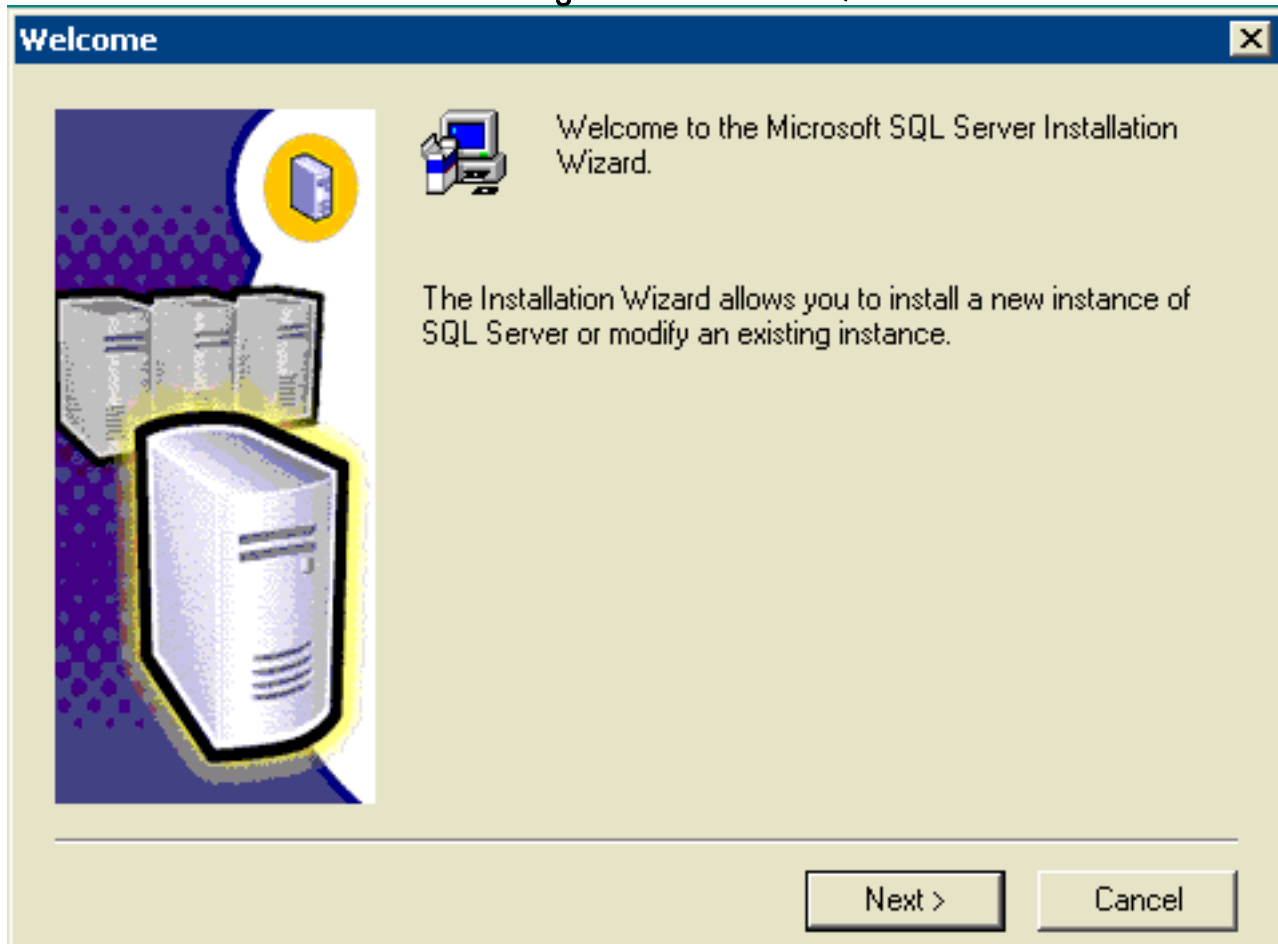 Welcome
Welcome to the Microsoft SQL Server Installation
Wizard.
The Installation Wizard allows you to install a new instance of
SQL Server or modify an existing instance.
Next >
Cancel